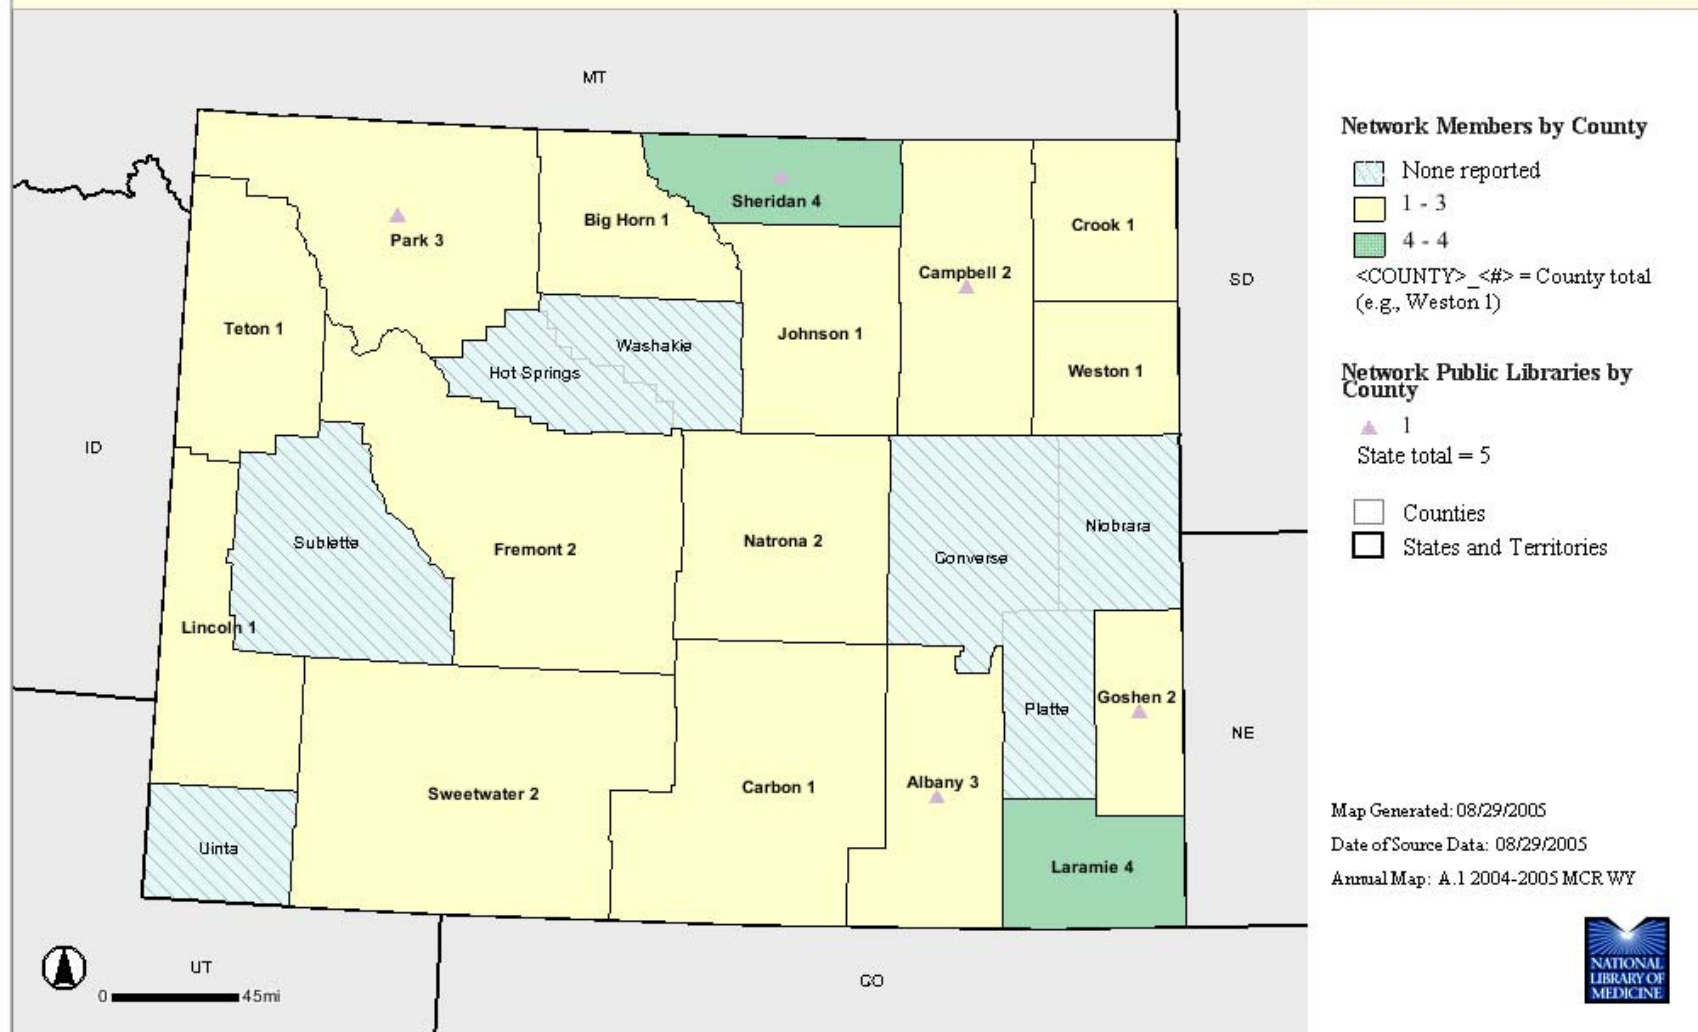 MT
Sheridan 4
Big Horn 1
Crook 1
Park 3
Campbell 2
SD
Teton 1
Johnson 1
Washakie
Hot Springs
Weston 1
ID
Niobrara
Sublette
Fremont 2
Natrona 2
Converse
Lincoln 1
Goshen 2
Platte
NE
Albany 3
Carbon 1
Sweetwater 2
Uinta
Laramie 4
UT
CO
0 45mi
Network Members by County
None reported
1 - 3
4 - 4
<COUNTY>_<#> = County total
(e.g., Weston 1)
Network Public Libraries by
County
1
State total = 5
Counties
States and Territories
Map Generated: 08/29/2005
Date of Source Data: 08/29/2005
Annual Map: A.1 2004-2005 MCR WY
NATIONAL
LIBRARY OF
MEDICINE